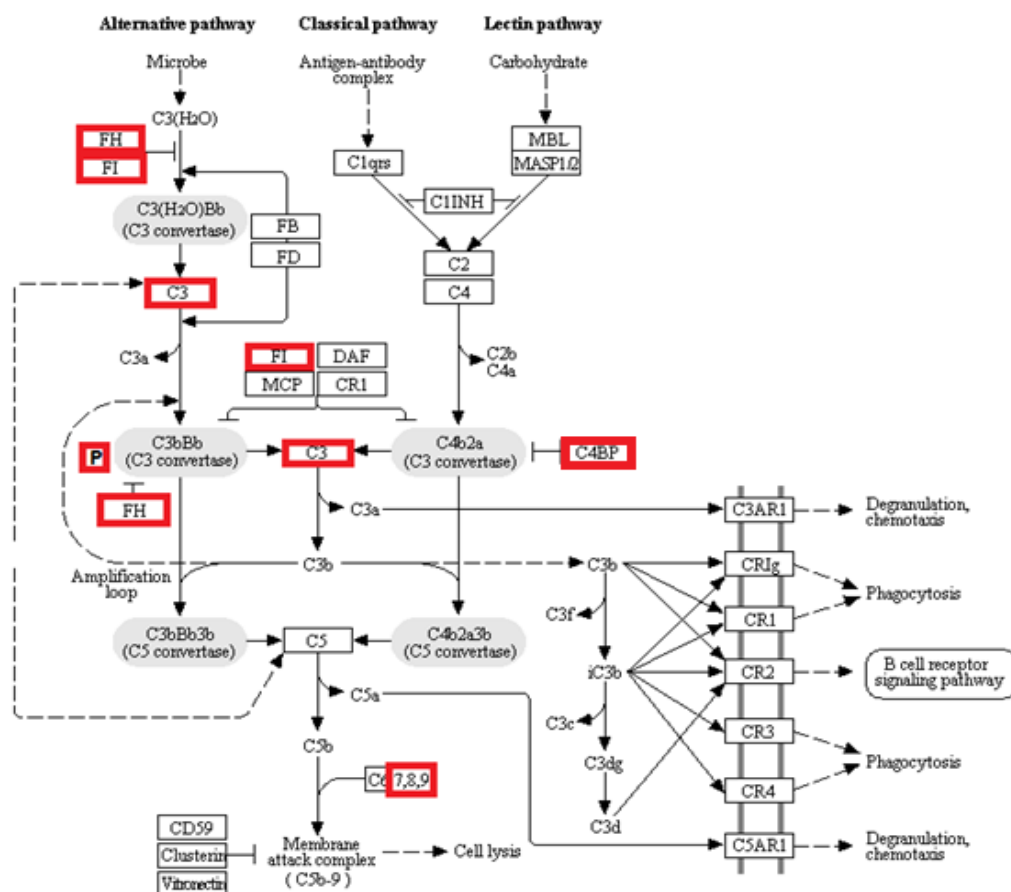 Alternative pathway
Classical pathway
Lectin pathway
Microbe
Antigen-antibody
complex
Carbohydrate
C3(H2O)
FH
FI
MBL
MASP1/2
C1qrs
C1INH
C3(H2O)Bb
(C3 convertase)
FB
FD
C2
C4
C3
C3a
FI
DAF
MCP
CR1
C2b
C4a
C3bBb
(C3 convertase)
P
C3
C4b2a
(C3 convertase)
C4BP
FH
C3a
C3AR1
Degranulation,
chemotaxis
Amplification
loop
C3b
C3b
CRIg
Phagocytosis
C3f
CR1
C3bBb3b
(C5 convertase)
C5
C4b2a3b
(C5 convertase)
iC3b
CR2
B cell receptor
signaling pathway
C5a
C3c
CR3
C5b
C3dg
Phagocytosis
C6
7,8,9
CR4
C3d
CD59
Clusterin
Vitronectin
Membrane
attack complex
(C5b-9)
Cell lysis
C5AR1
Degranulation,
chemotaxis